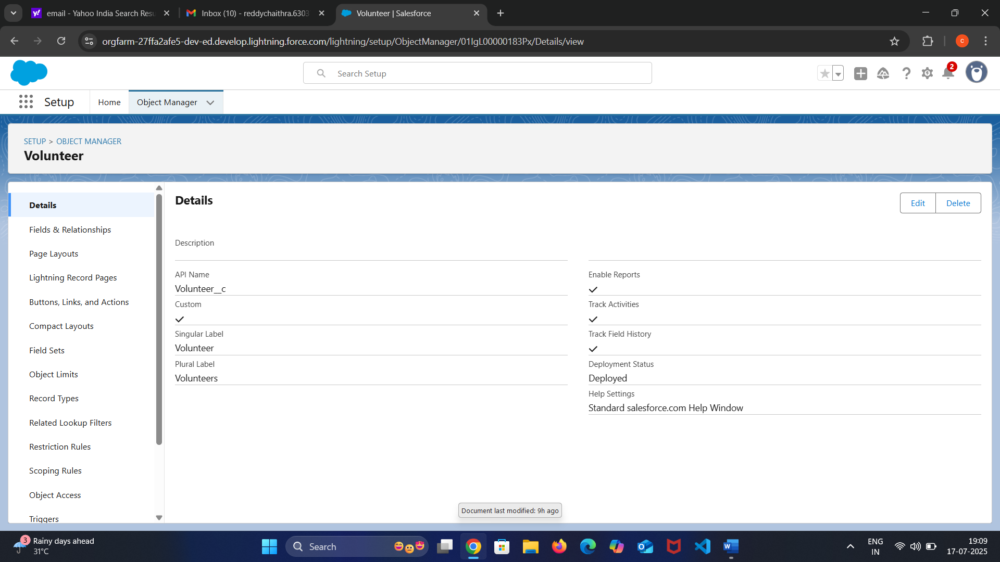 email - Yahoo India Search Resu
Inbox (10) - reddychaithra.6303
Volunteer | Salesforce
orgfarm-27ffa2afe5-dev-ed.develop.lightning.force.com/lightning/setup/ObjectManager/01IgL00000183Px/Details/view
C
Search Setup
2
Setup
Home
Object Manager
SETUP > OBJECT MANAGER
Volunteer
Details
Fields & Relationships
Page Layouts
Lightning Record Pages
Buttons, Links, and Actions
Compact Layouts
Field Sets
Object Limits
Record Types
Related Lookup Filters
Restriction Rules
Scoping Rules
Object Access
Triggers
Details
Edit
Delete
Description
API Name
Volunteer__c
Custom
Singular Label
Volunteer
Plural Label
Volunteers
Enable Reports
Track Activities
Track Field History
Deployment Status
Deployed
Help Settings
Standard salesforce.com Help Window
Document last modified: 9h ago
3
Rainy days ahead
31°C
Search
ENG
IN
19:09
17-07-2025